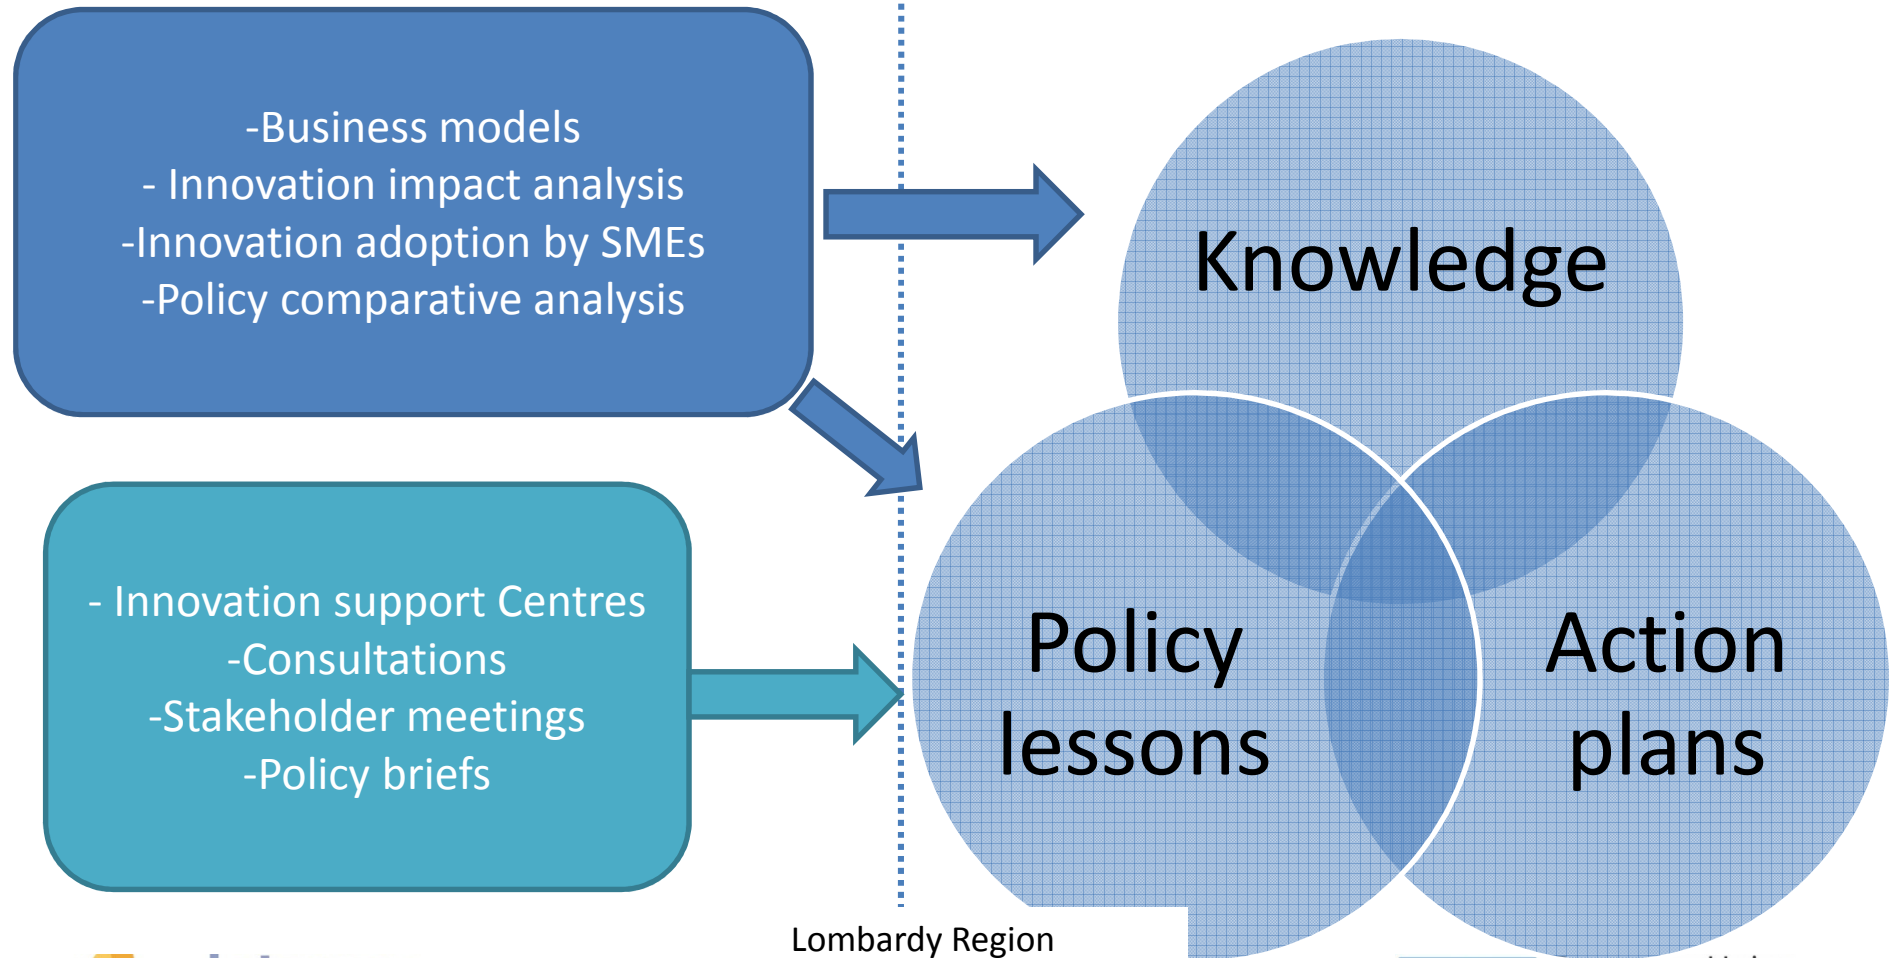 -Business models
- Innovation impact analysis
-Innovation adoption by SMEs
-Policy comparative analysis
- Innovation support Centres
-Consultations
-Stakeholder meetings
-Policy briefs
Knowledge
Policy
lessons
Action
plans
Lombardy Region